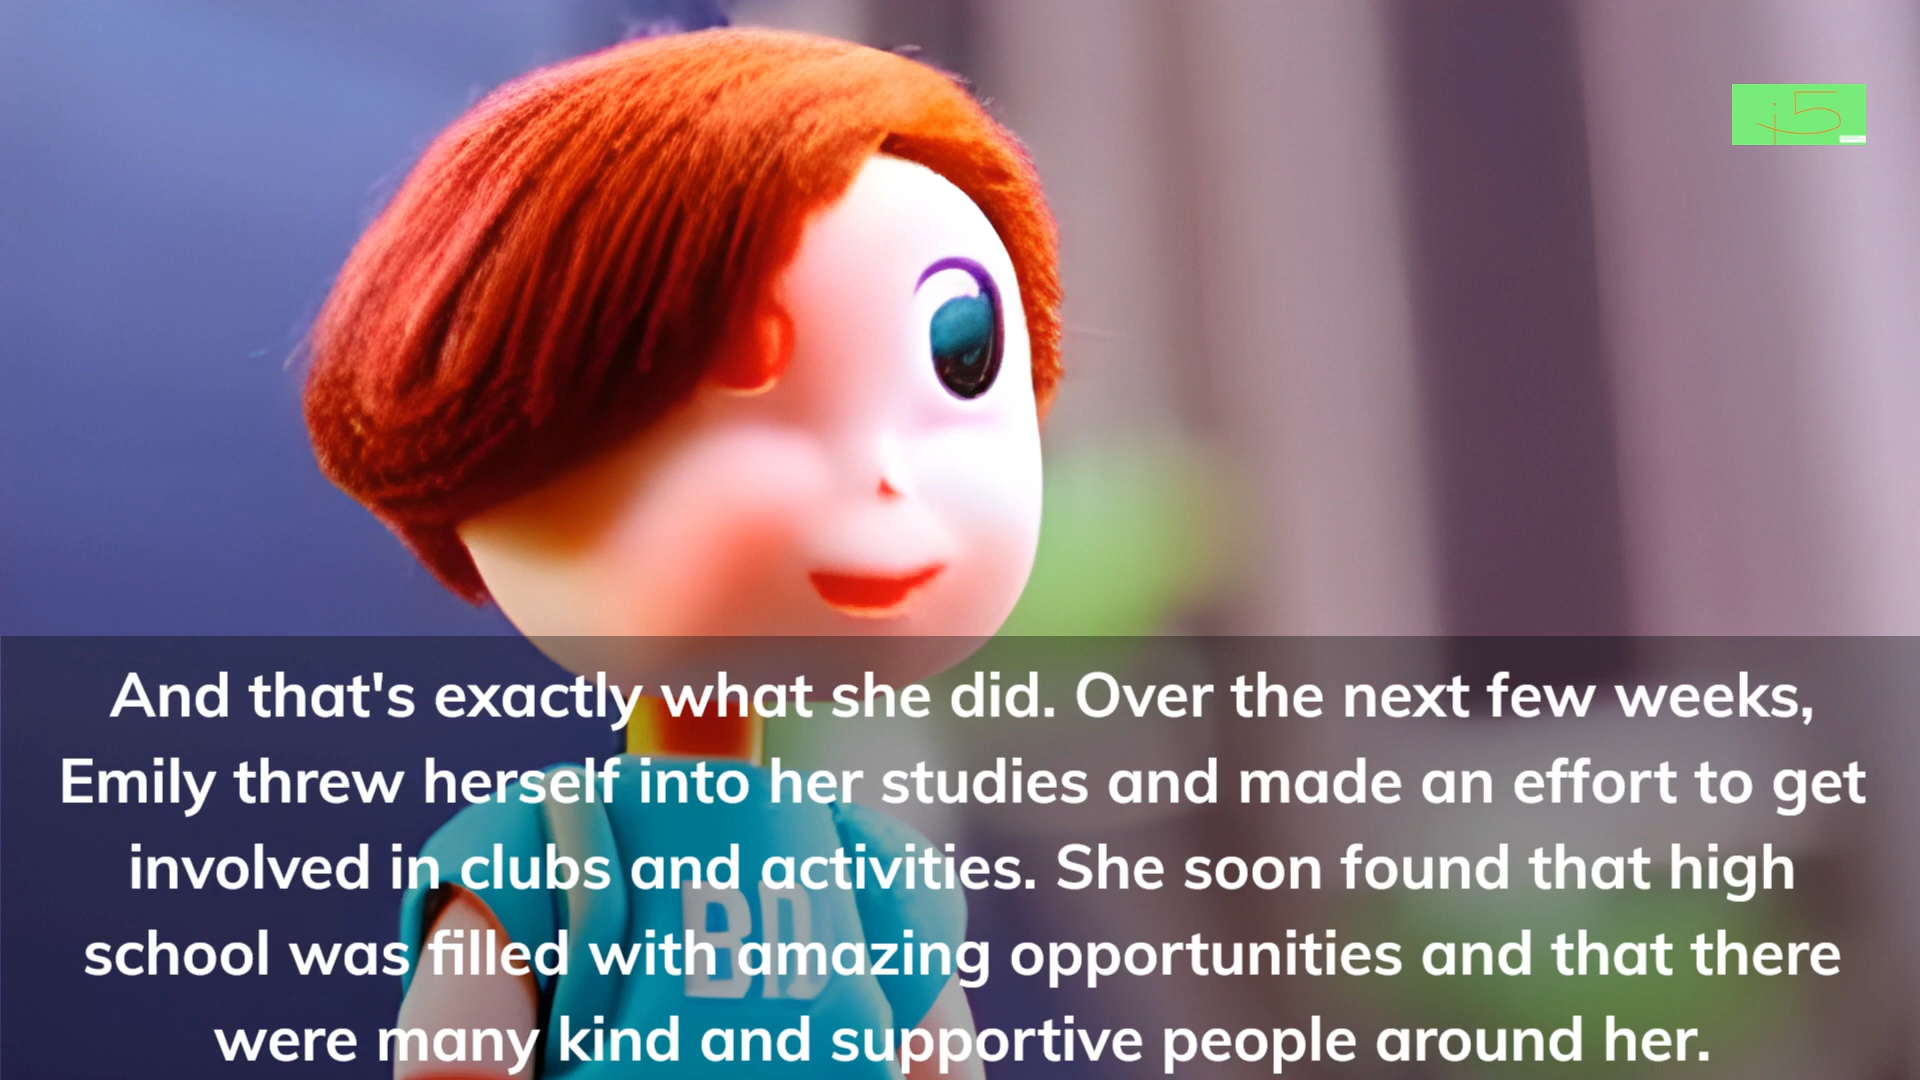 i5
And that's exactly what she did. Over the next few weeks,
Emily threw herself into her studies and made an effort to get
involved in clubs and activities. She soon found that high
school was filled with amazing opportunities and that there
were many kind and supportive people around her.